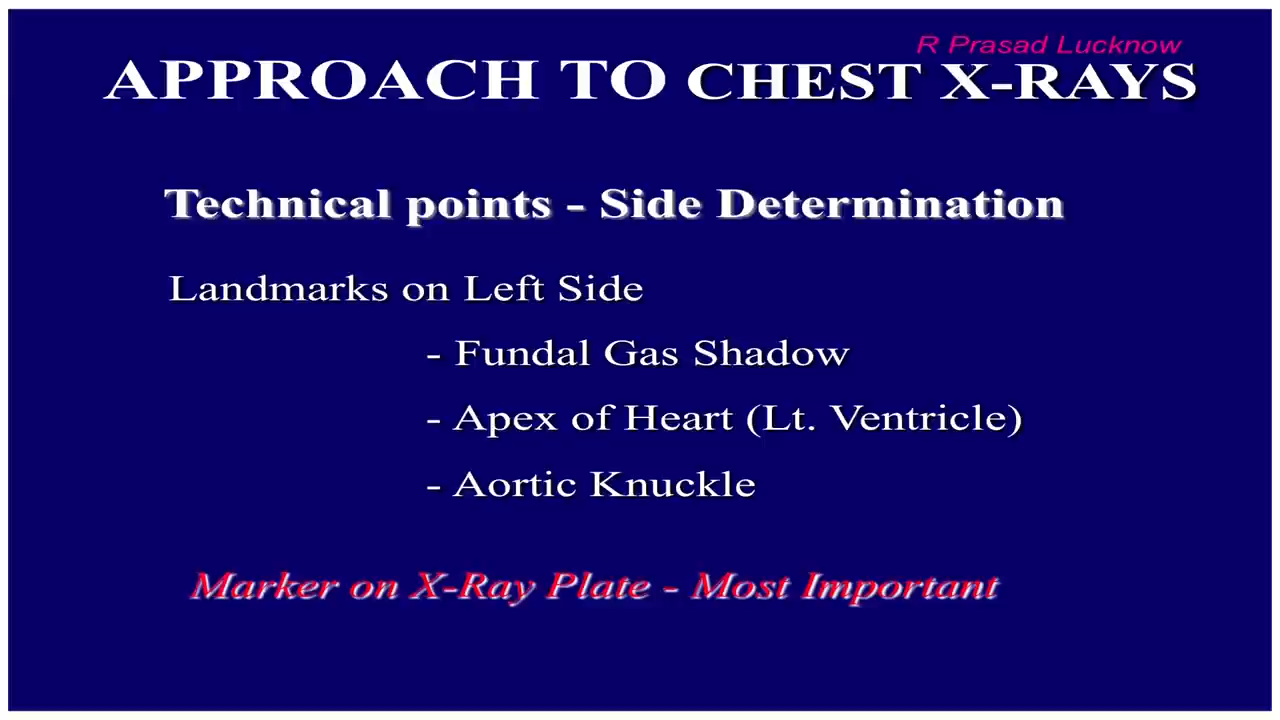 R Prasad Lucknow
APPROACH TO CHEST X-RAYS
Technical points - Side Determination
Landmarks on Left Side
- Fundal Gas Shadow
- Apex of Heart (Lt. Ventricle)
- Aortic Knuckle
Marker on X-Ray Plate - Most Important